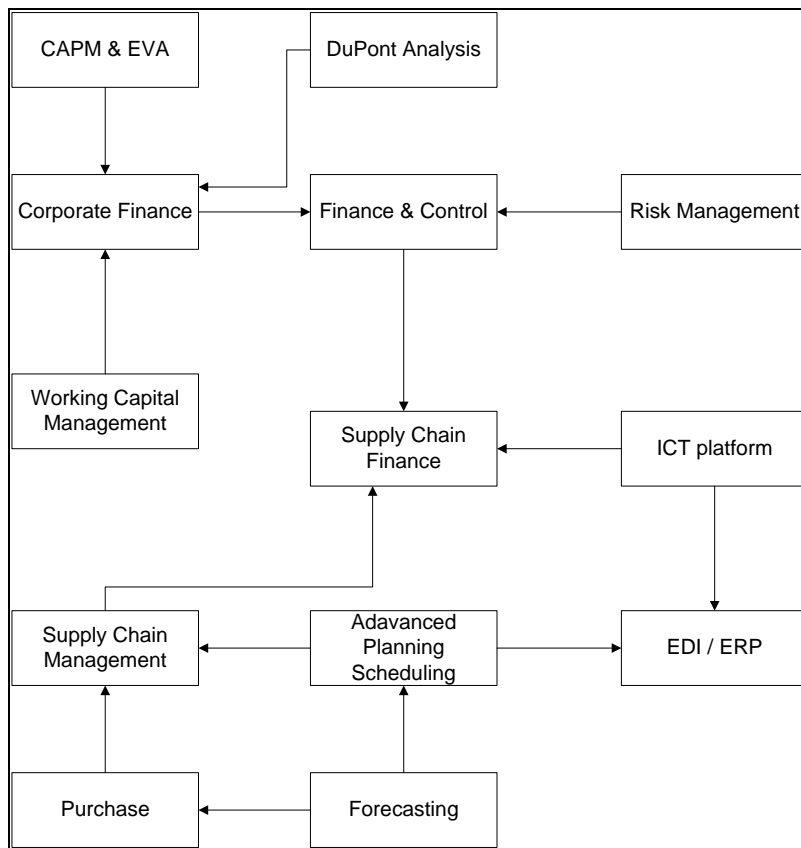 CAPM & EVA
DuPont Analysis
Corporate Finance
Finance & Control
Risk Management
Working Capital
Management
Supply Chain
Finance
ICT platform
Supply Chain
Management
Adavanced
Planning
Scheduling
EDI / ERP
Purchase
Forecasting